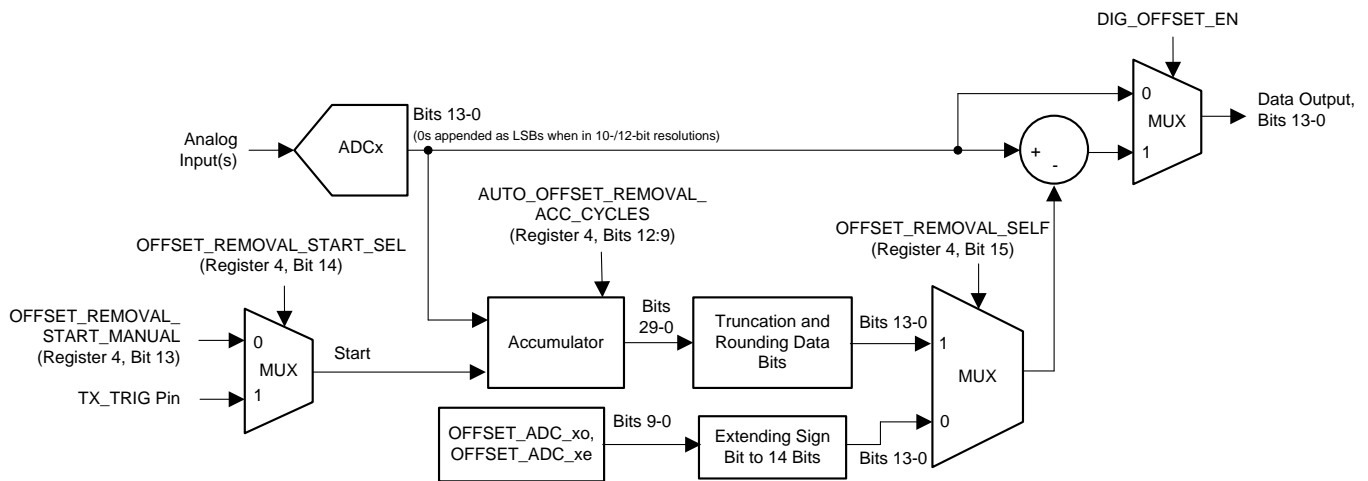 DIG_OFFSET_EN
Analog
Input(s)
ADCx
Bits 13-0
(0s appended as LSBs when in 10-/12-bit resolutions)
+
-
0
1
MUX
Data Output,
Bits 13-0
AUTO_OFFSET_REMOVAL_
ACC_CYCLES
(Register 4, Bits 12:9)
OFFSET_REMOVAL_SELF
(Register 4, Bit 15)
OFFSET_REMOVAL_START_SEL
(Register 4, Bit 14)
OFFSET_REMOVAL_
START_MANUAL
(Register 4, Bit 13)
TX_TRIG Pin
0
MUX
1
Start
Accumulator
Bits
29-0
Truncation and
Rounding Data
Bits
Bits 13-0
1
MUX
0
OFFSET_ADC_xo,
OFFSET_ADC_xe
Bits 9-0
Extending Sign
Bit to 14 Bits
Bits 13-0